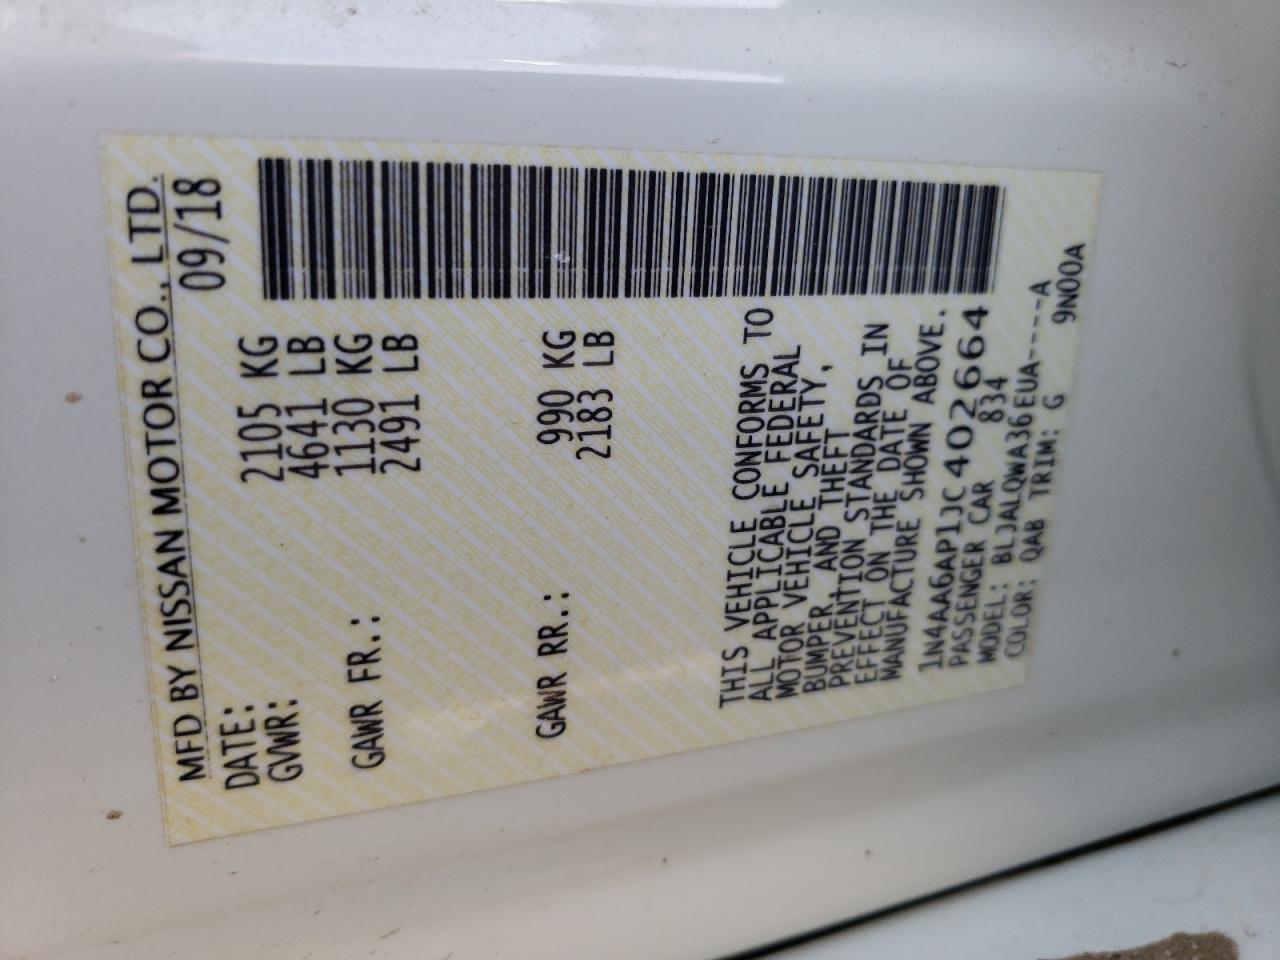 MFD BY NISSAN MOTOR CO., LTD.
DATE: 09/18
GVWR: 2105 KG
4641 LB
GAWR FR.: 1130 KG
2491 LB
GAWR RR.: 990 KG
2183 LB
THIS VEHICLE CONFORMS TO
ALL APPLICABLE FEDERAL
MOTOR VEHICLE SAFETY,
BUMPER, AND THEFT
PREVENTION STANDARDS IN
EFFECT ON THE DATE OF
MANUFACTURE SHOWN ABOVE.
1N4AA6AP1JC402664
PASSENGER CAR 834
MODEL: BLJALQWA36EUA----A
COLOR: QAB TRIM: G 9N00A